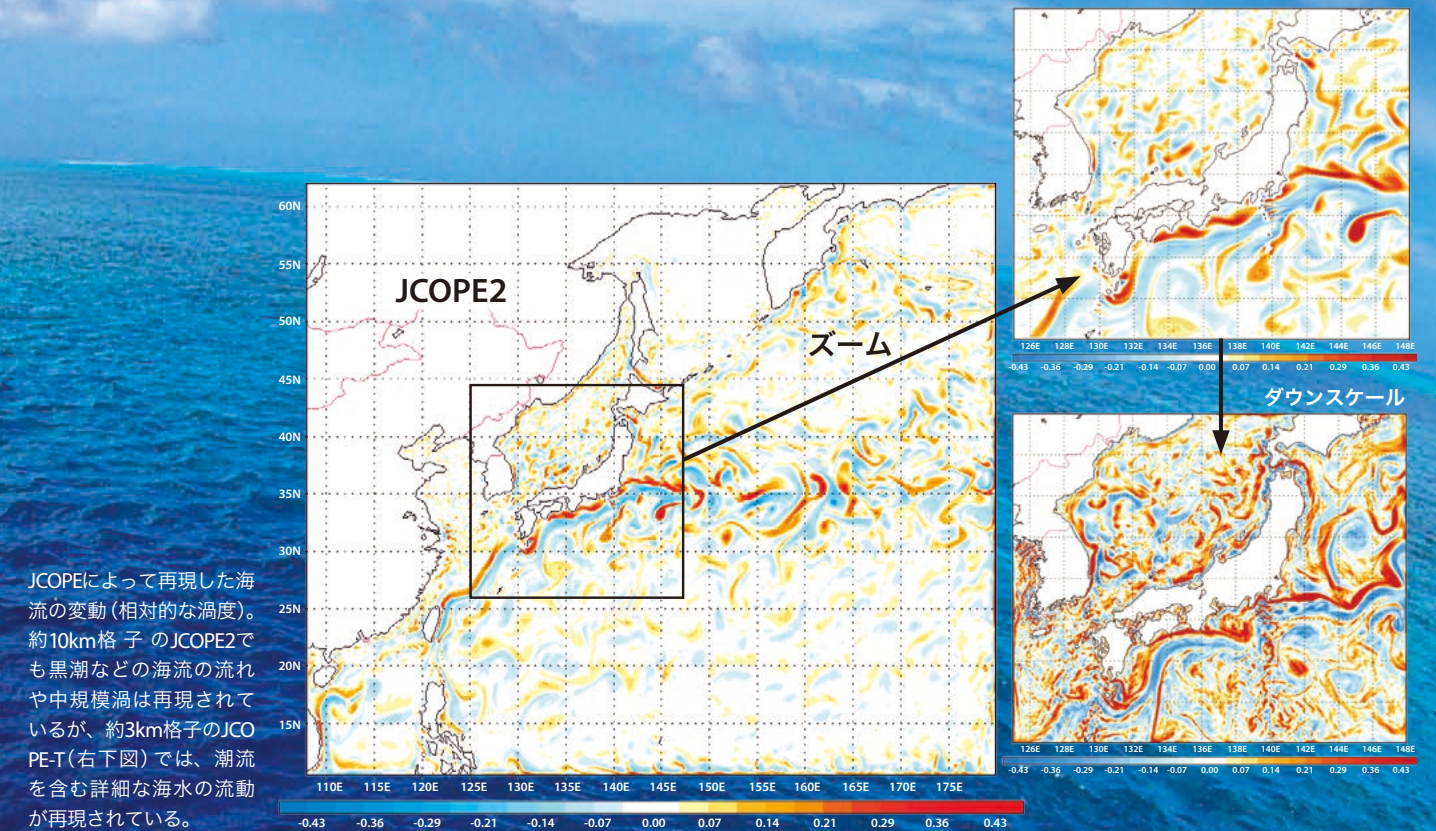 60N
55N
50N
45N
40N
35N
30N
25N
20N
15N
JCOPE2
ズーム
110E 115E 120E 125E 130E 135E 140E 145E 150E 155E 160E 165E 170E 175E
-0.43 -0.36 -0.29 -0.21 -0.14 -0.07 0.00 0.07 0.14 0.21 0.29 0.36 0.43
126E 128E 130E 132E 134E 136E 138E 140E 142E 144E 146E 148E
-0.43 -0.36 -0.29 -0.21 -0.14 -0.07 0.00 0.07 0.14 0.21 0.29 0.36 0.43
ダウンスケール
126E 128E 130E 132E 134E 136E 138E 140E 142E 144E 146E 148E
-0.43 -0.36 -0.29 -0.21 -0.14 -0.07 0.00 0.07 0.14 0.21 0.29 0.36 0.43
JCOPEによって再現した海
流の変動(相対的な渦度)。
約10km格子のJCOPE2で
も黒潮などの海流の流れ
や中規模渦は再現されて
いるが、約3km格子のJCO
PE-T(右下図)では、潮流
を含む詳細な海水の流動
が再現されている。